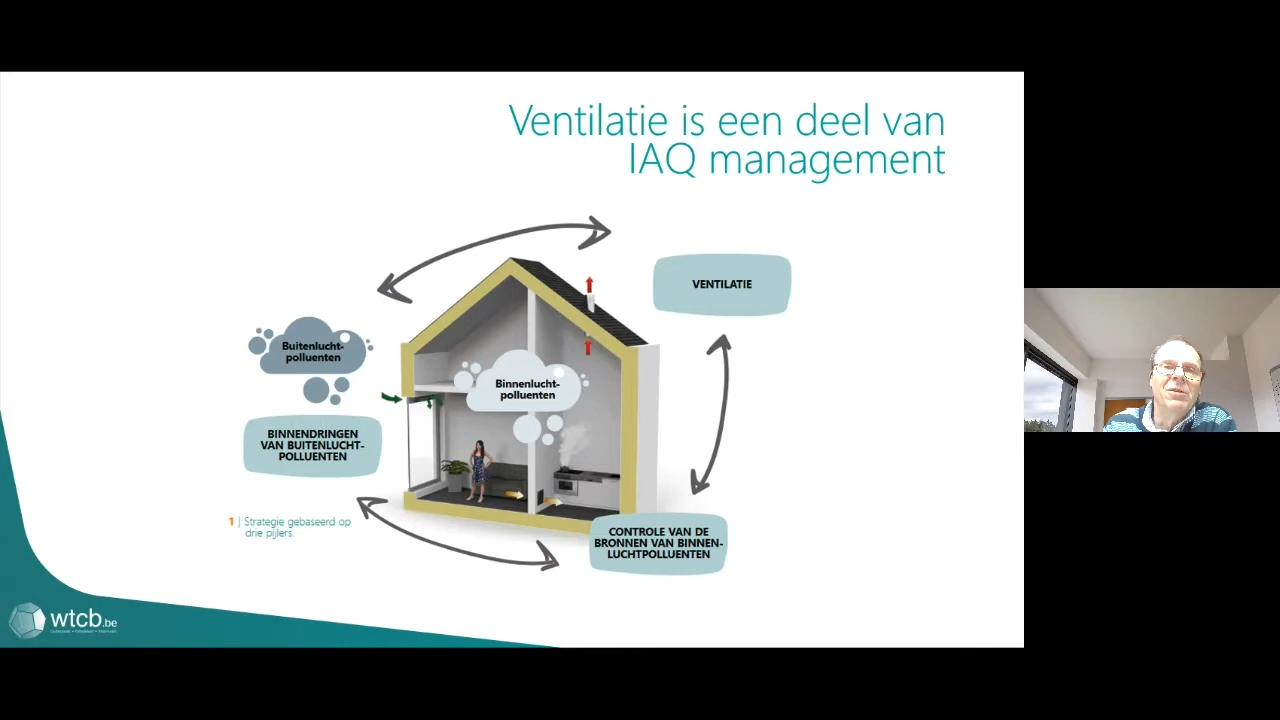 Ventilatie is een deel van
IAQ management
VENTILATIE
Buitenlucht-
polluenten
Binnenlucht-
polluenten
BINNENDRINGEN
VAN BUITENLUCHT-
POLLUENTEN
1 | Strategie gebaseerd op
drie pijlers.
CONTROLE VAN DE
BRONNEN VAN BINNEN-
LUCHTPOLLUENTEN
wtcb.be